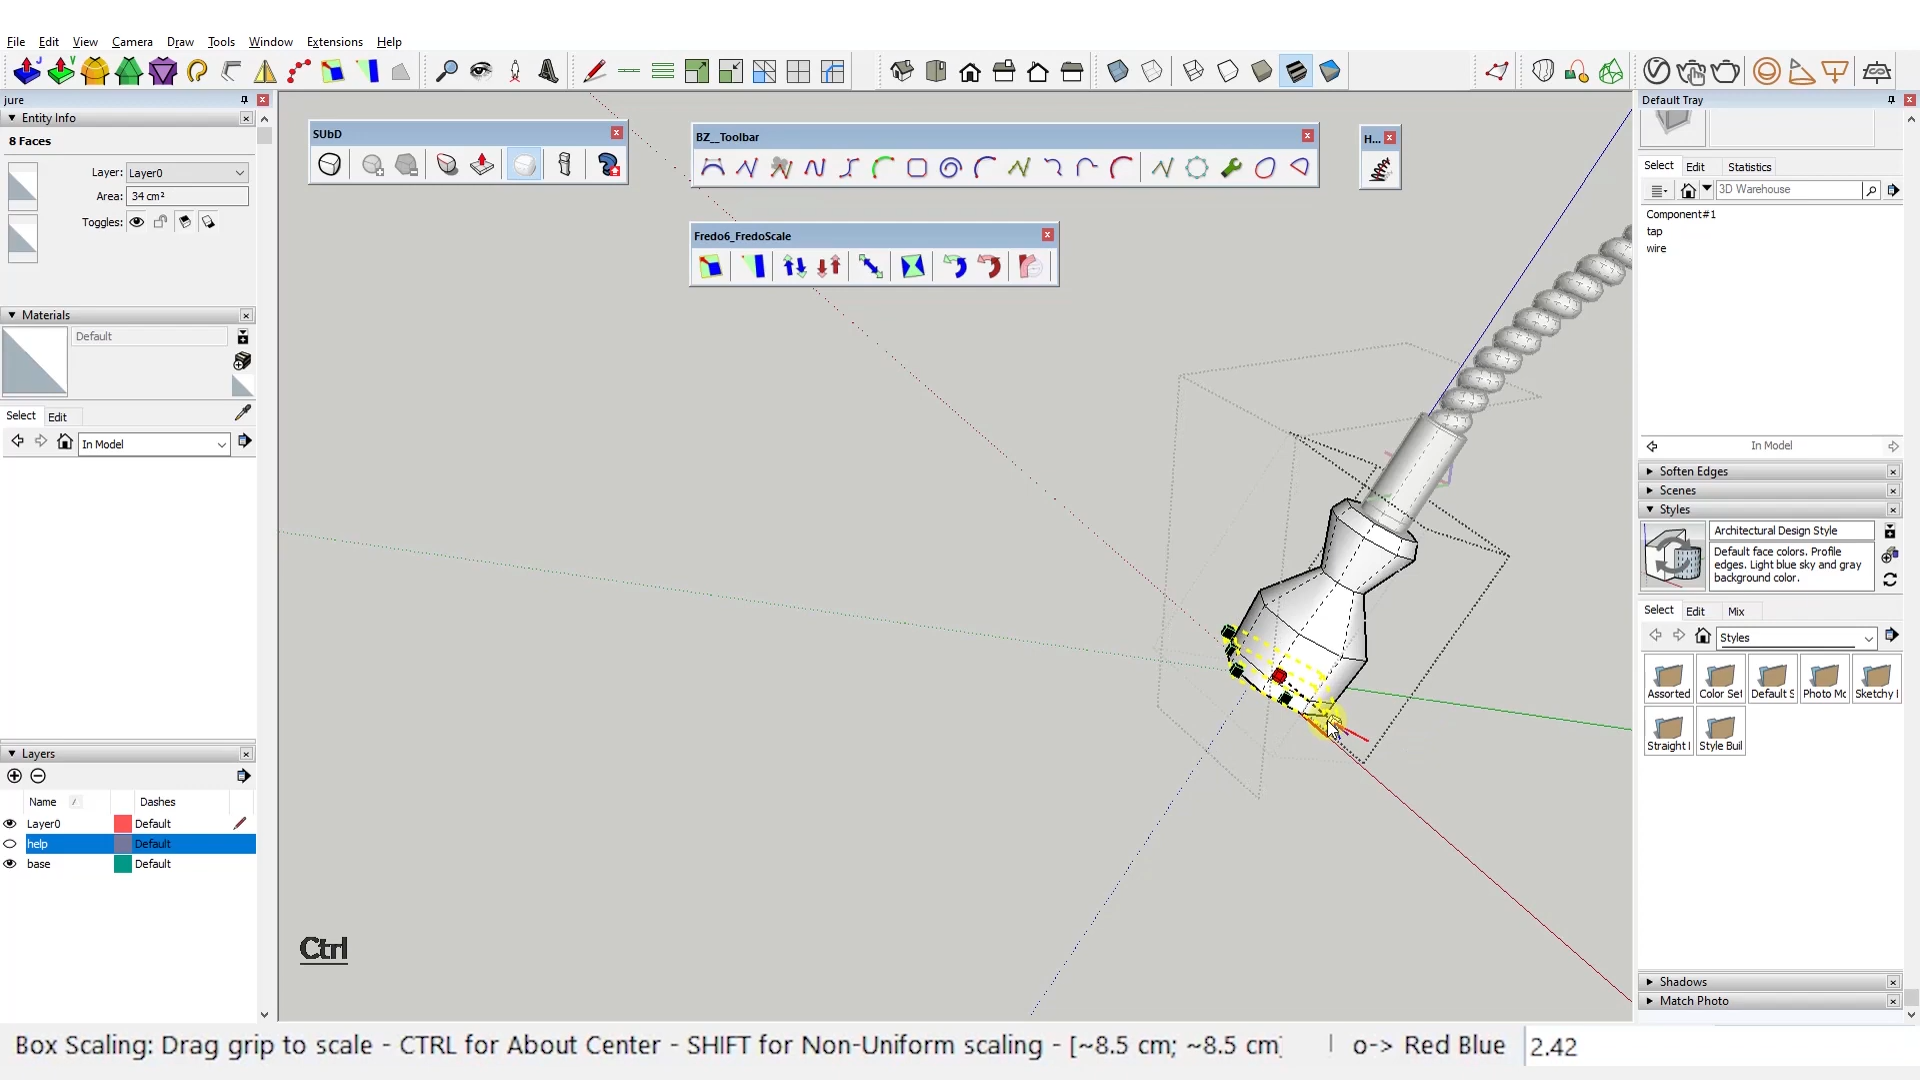 File Edit View Camera Draw Tools Window Extensions Help
jure
Entity Info
8 Faces
Layer: Layer0
Area: 34 cm²
Toggles:
Materials
Default
Select Edit
In Model
Layers
Name / Dashes
Layer0 Default
help Default
base Default
SUbD
BZ__Toolbar
H...
Fredo6_FredoScale
Ctrl
Default Tray
Select Edit Statistics
3D Warehouse
Component#1
tap
wire
In Model
Soften Edges
Scenes
Styles
Architectural Design Style
Default face colors. Profile
edges. Light blue sky and gray
background color.
Select Edit Mix
Styles
Assorted Color Set Default S Photo Mo Sketchy I
Straight l Style Buil
Shadows
Match Photo
Box Scaling: Drag grip to scale - CTRL for About Center - SHIFT for Non-Uniform scaling - [~8.5 cm; ~8.5 cm] o-> Red Blue 2.42